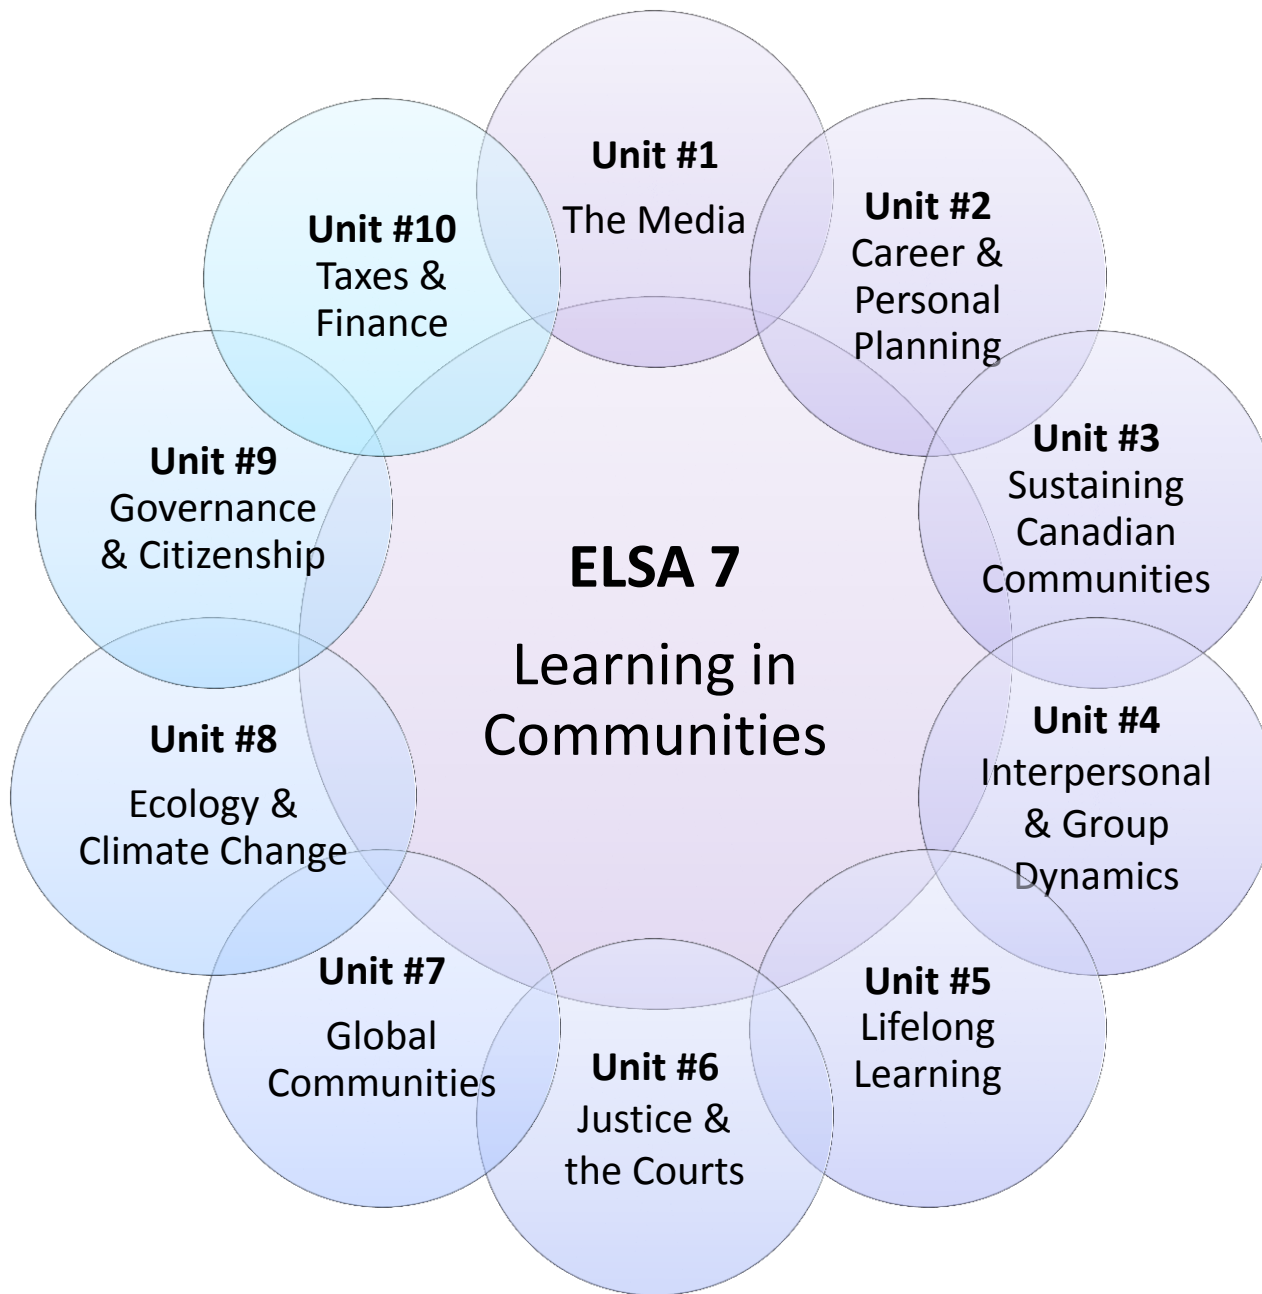 Unit #1
The Media
Unit #2
Career &
Personal
Planning
Unit #3
Sustaining
Canadian
Communities
Unit #4
Interpersonal
& Group
Dynamics
Unit #5
Lifelong
Learning
Unit #6
Justice &
the Courts
Unit #7
Global
Communities
Unit #8
Ecology &
Climate Change
Unit #9
Governance
& Citizenship
Unit #10
Taxes &
Finance
ELSA 7
Learning in
Communities